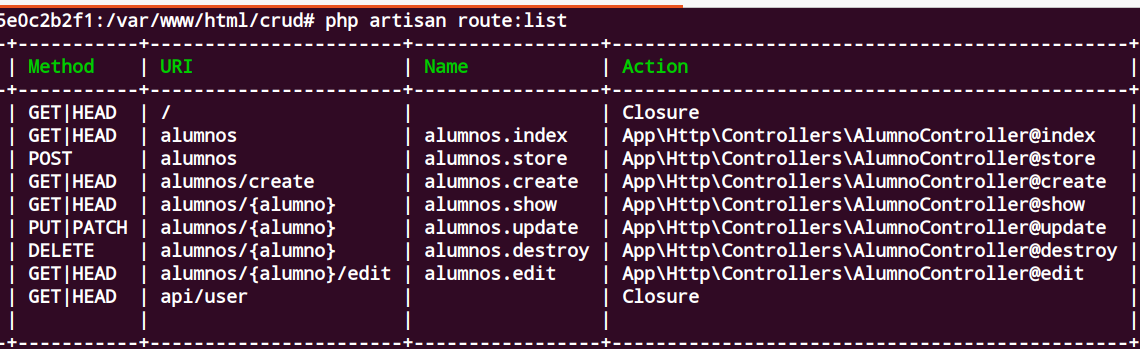 5e0c2b2f1:/var/www/html/crud# php artisan route:list
-+-----------+-----------------------+-----------------+-----------------------------------------------+
| Method | URI | Name | Action |
-+-----------+-----------------------+-----------------+-----------------------------------------------+
| GET|HEAD | / | | Closure
| GET|HEAD | alumnos | alumnos.index | App\Http\Controllers\AlumnoController@index
| POST | alumnos | alumnos.store | App\Http\Controllers\AlumnoController@store
| GET|HEAD | alumnos/create | alumnos.create | App\Http\Controllers\AlumnoController@create
| GET|HEAD | alumnos/{alumno} | alumnos.show | App\Http\Controllers\AlumnoController@show
| PUT|PATCH | alumnos/{alumno} | alumnos.update | App\Http\Controllers\AlumnoController@update
| DELETE | alumnos/{alumno} | alumnos.destroy | App\Http\Controllers\AlumnoController@destroy |
| GET|HEAD | alumnos/{alumno}/edit | alumnos.edit | App\Http\Controllers\AlumnoController@edit
| GET|HEAD | api/user | | Closure
| | | | |
-+-----------+-----------------------+-----------------+-----------------------------------------------+